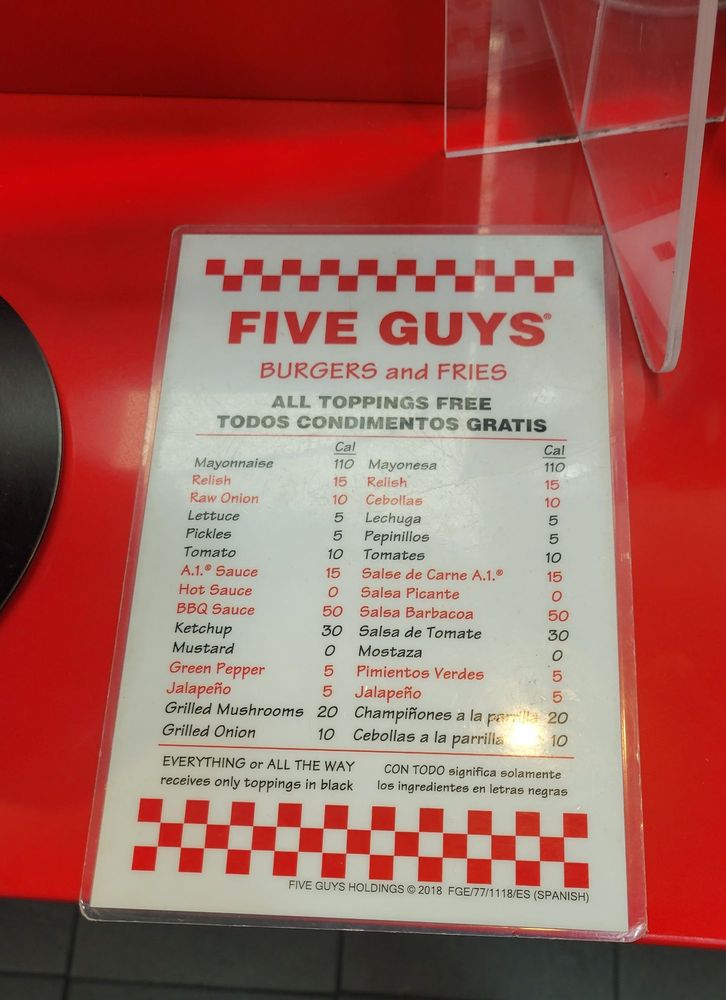 FIVE GUYS®
BURGERS and FRIES
ALL TOPPINGS FREE
TODOS CONDIMENTOS GRATIS
Cal Cal
Mayonnaise 110 Mayonesa 110
Relish 15 Relish 15
Raw Onion 10 Cebollas 10
Lettuce 5 Lechuga 5
Pickles 5 Pepinillos 5
Tomato 10 Tomates 10
A.1.® Sauce 15 Salse de Carne A.1.® 15
Hot Sauce 0 Salsa Picante 0
BBQ Sauce 50 Salsa Barbacoa 50
Ketchup 30 Salsa de Tomate 30
Mustard 0 Mostaza 0
Green Pepper 5 Pimientos Verdes 5
Jalapeño 5 Jalapeño 5
Grilled Mushrooms 20 Champiñones a la parrilla 20
Grilled Onion 10 Cebollas a la parrilla 10
EVERYTHING or ALL THE WAY
receives only toppings in black
CON TODO significa solamente
los ingredientes en letras negras
FIVE GUYS HOLDINGS © 2018 FGE/77/1118/ES (SPANISH)